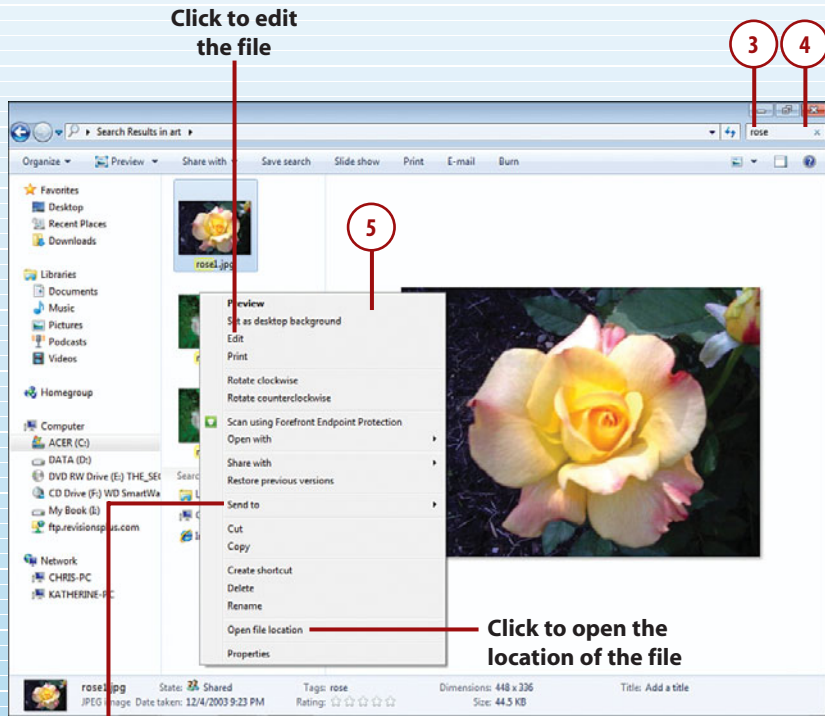 Click to edit
the file
3
4
Search Results in art
rose
Organize
Preview
Share with
Save search
Slide show
Print
E-mail
Burn
Favorites
Desktop
Recent Places
Downloads
Libraries
Documents
Music
Pictures
Podcasts
Videos
Homegroup
Computer
ACER (C:)
DATA (D:)
DVD RW Drive (E:) THE_SE
CD Drive (F:) WD SmartWa
My Book (I:)
ftp.revisionsplus.com
Network
CHRIS-PC
KATHERINE-PC
rose1.jpg
5
Preview
Set as desktop background
Edit
Print
Rotate clockwise
Rotate counterclockwise
Scan using Forefront Endpoint Protection
Open with
Share with
Restore previous versions
Send to
Cut
Copy
Create shortcut
Delete
Rename
Open file location
Properties
Click to open the
location of the file
rose1.jpg
State: Shared
Tags: rose
Dimensions: 448 x 336
Title: Add a title
JPEG image
Date taken: 12/4/2003 9:23 PM
Rating:
Size: 44.5 KB